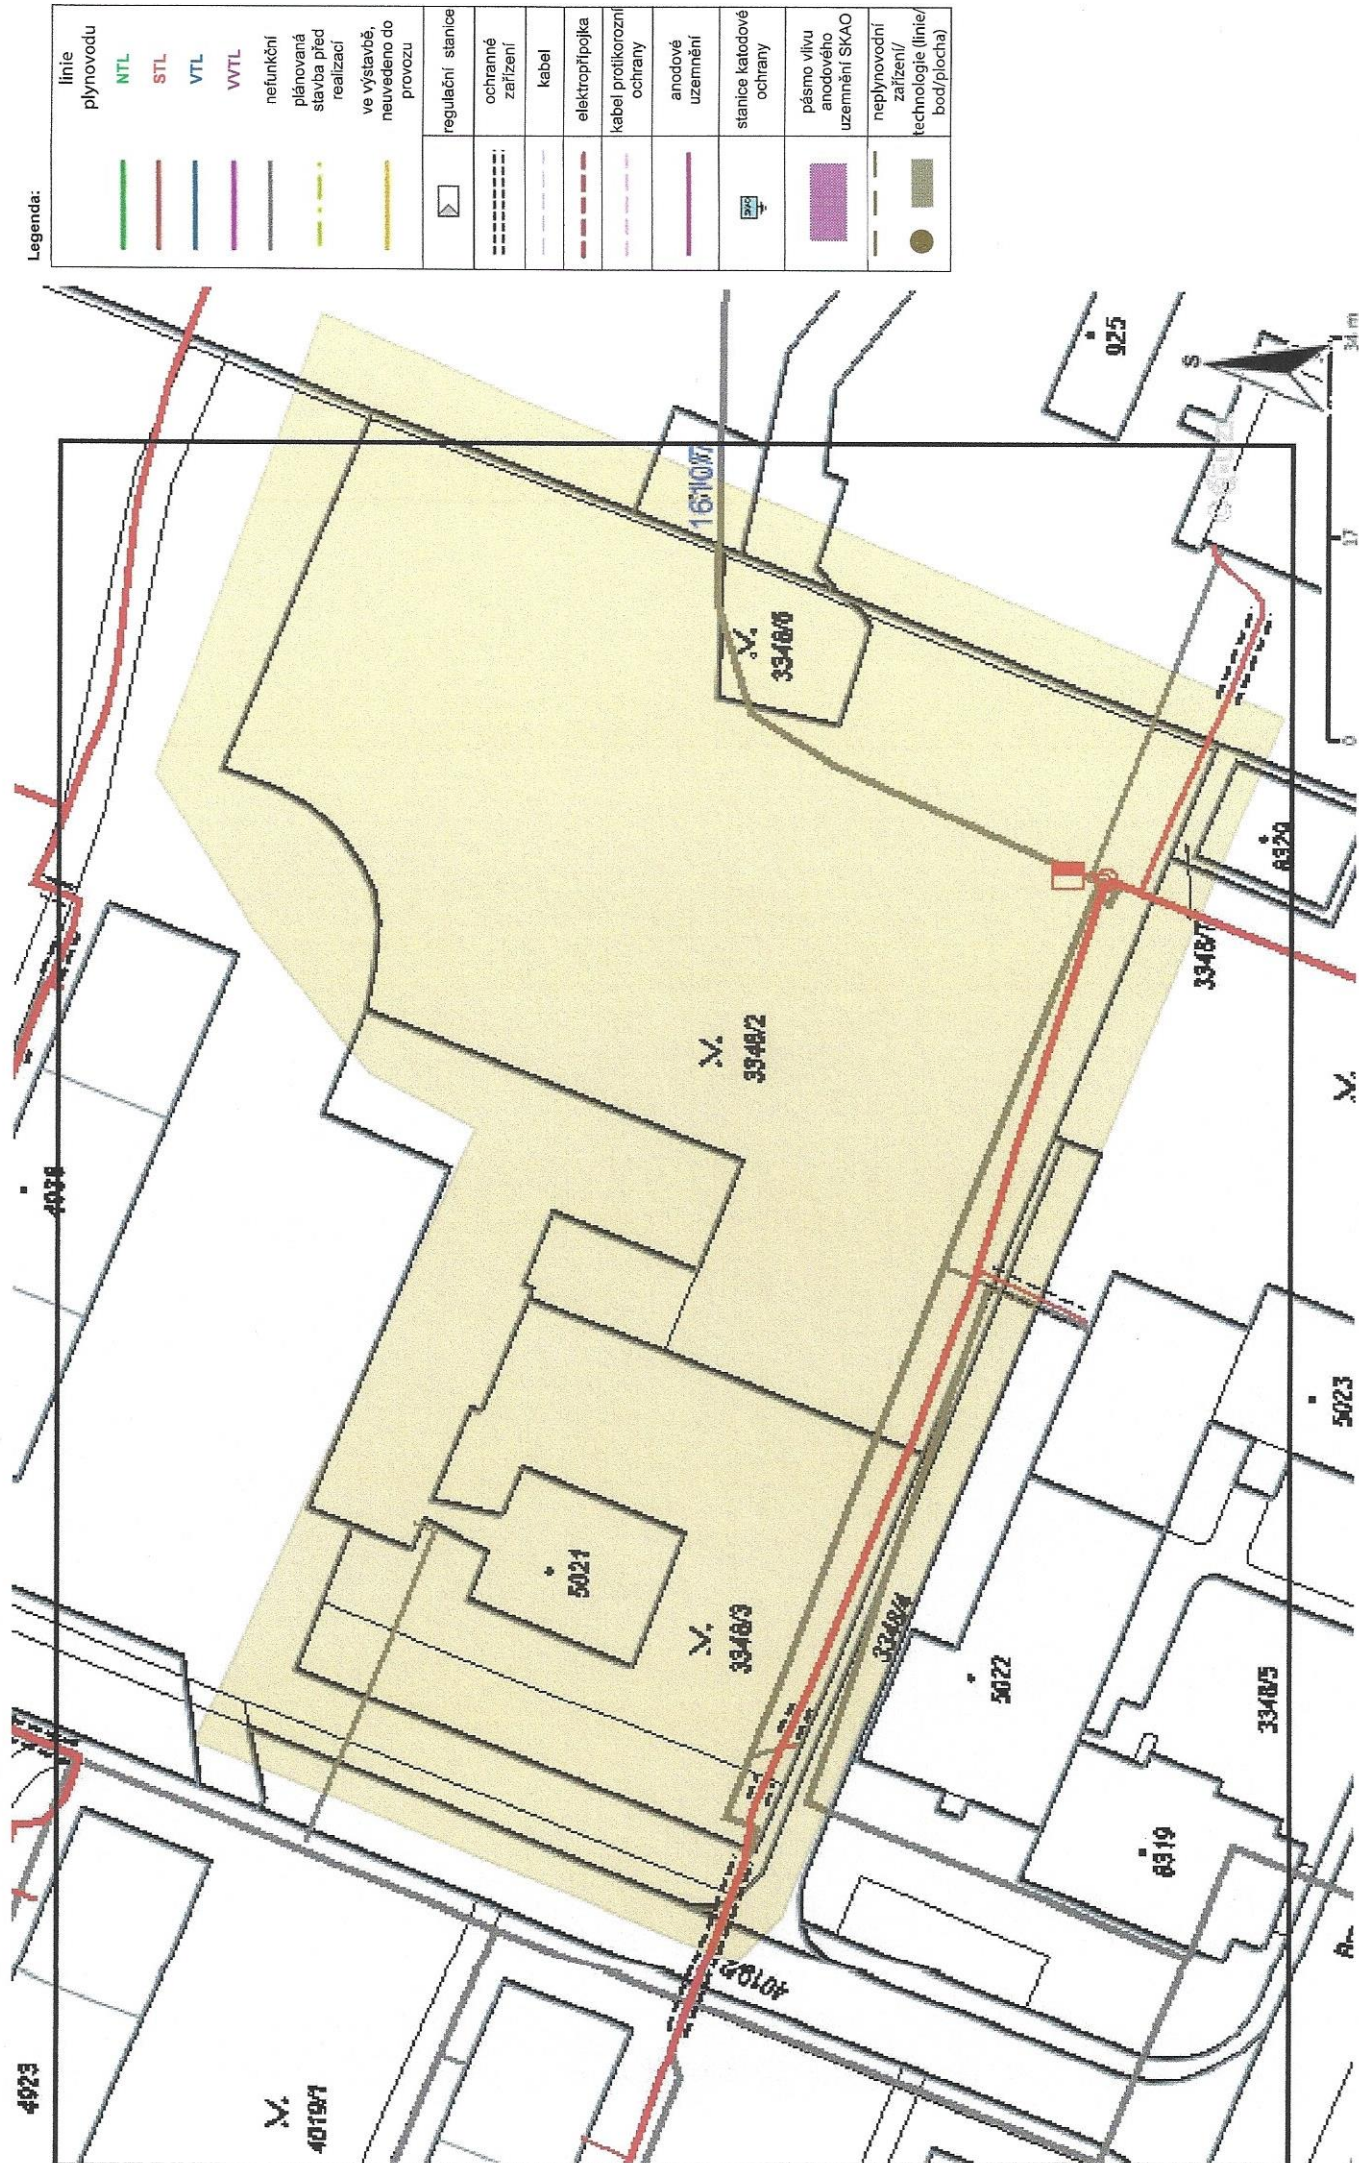 Legenda:
linie
plynovodu
NTL
STL
VTL
VVTL
nefunkční
plánovaná
stavba před
realizací
ve výstavbě,
neuvedeno do
provozu
regulační stanice
ochranné
zařízení
kabel
elektropřípojka
kabel protikorozní
ochrany
anodové
uzemnění
stanice katodové
ochrany
pásmo vlivu
anodového
uzemnění SKAO
neplynovodní
zařízení/
technologie (linie/
bod/plocha)
4923
4019/1
5021
3348/3
3348/2
3348/6
925
S
3348/4
5022
6319
3348/5
5023
3348/7
6320
4019/2
0
17
34 m